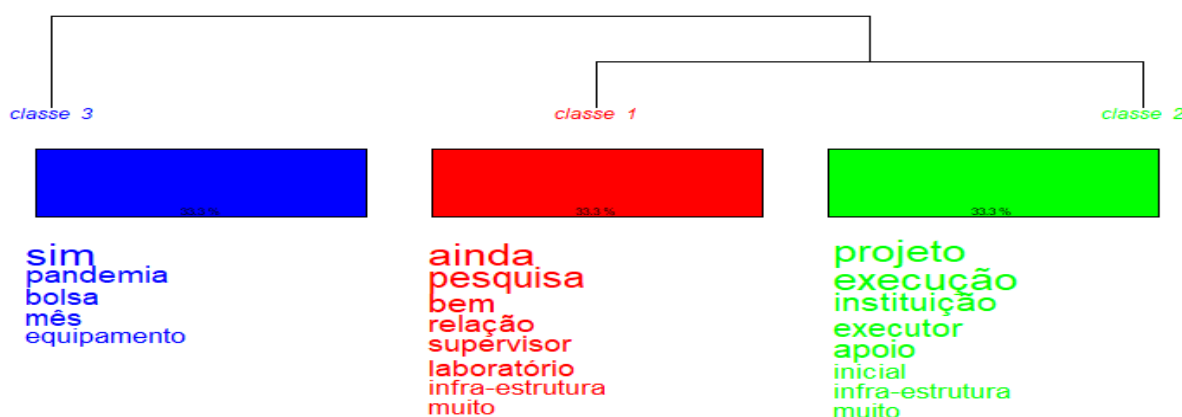 classe 3
classe 1
classe 2
33.3 %
33.3 %
33.3 %
sim
pandemia
bolsa
mês
equipamento
ainda
pesquisa
bem
relação
supervisor
laboratório
infra-estrutura
muito
projeto
execução
instituição
executor
apoio
inicial
infra-estrutura
muito